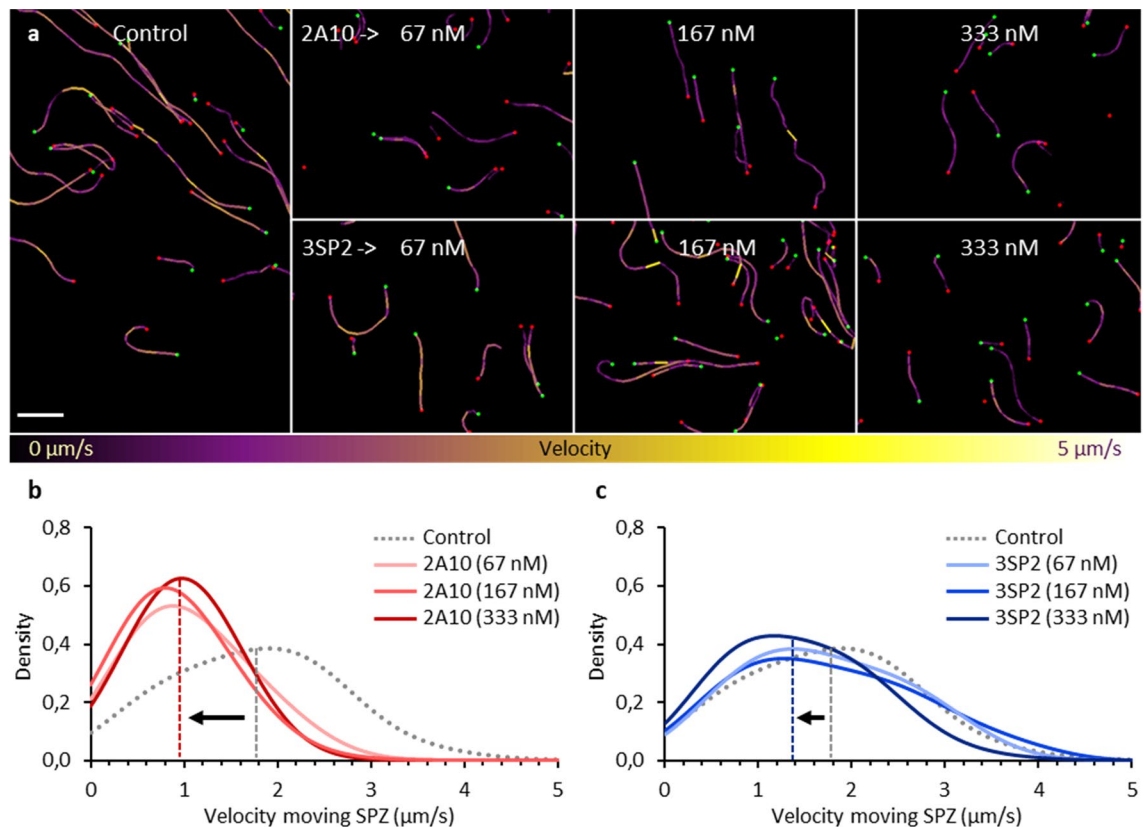 a
Control
2A10 -> 67 nM
167 nM
333 nM
3SP2 -> 67 nM
167 nM
333 nM
0 µm/s
Velocity
5 µm/s
b
Density
0,8
0,6
0,4
0,2
0,0
Control
2A10 (67 nM)
2A10 (167 nM)
2A10 (333 nM)
0 1 2 3 4 5
Velocity moving SPZ (µm/s)
c
Density
0,8
0,6
0,4
0,2
0,0
Control
3SP2 (67 nM)
3SP2 (167 nM)
3SP2 (333 nM)
0 1 2 3 4 5
Velocity moving SPZ (µm/s)